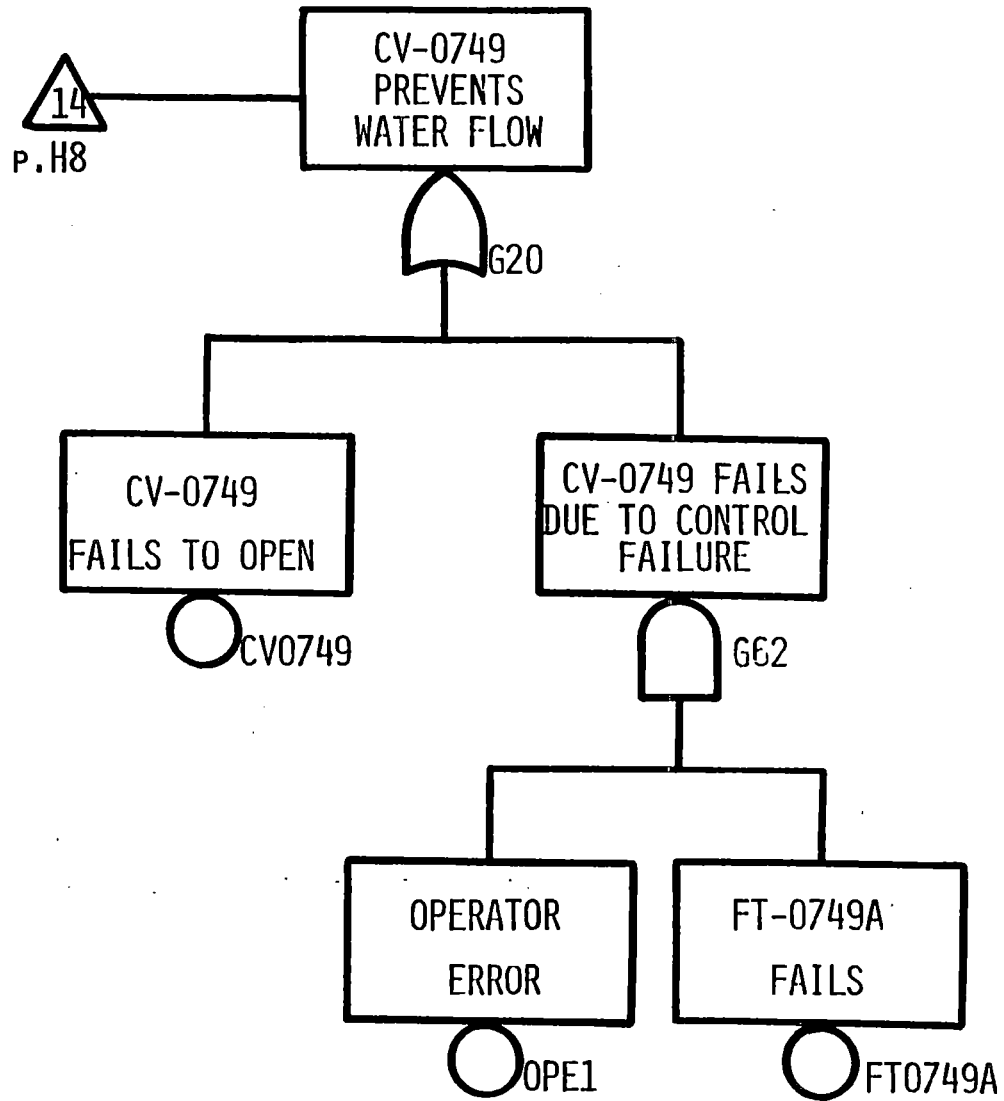 CV-0749
PREVENTS
WATER FLOW
14
P.H8
G20
CV-0749
FAILS TO OPEN
CV0749
CV-0749 FAILS
DUE TO CONTROL
FAILURE
G62
OPERATOR
ERROR
OPE1
FT-0749A
FAILS
FT0749A